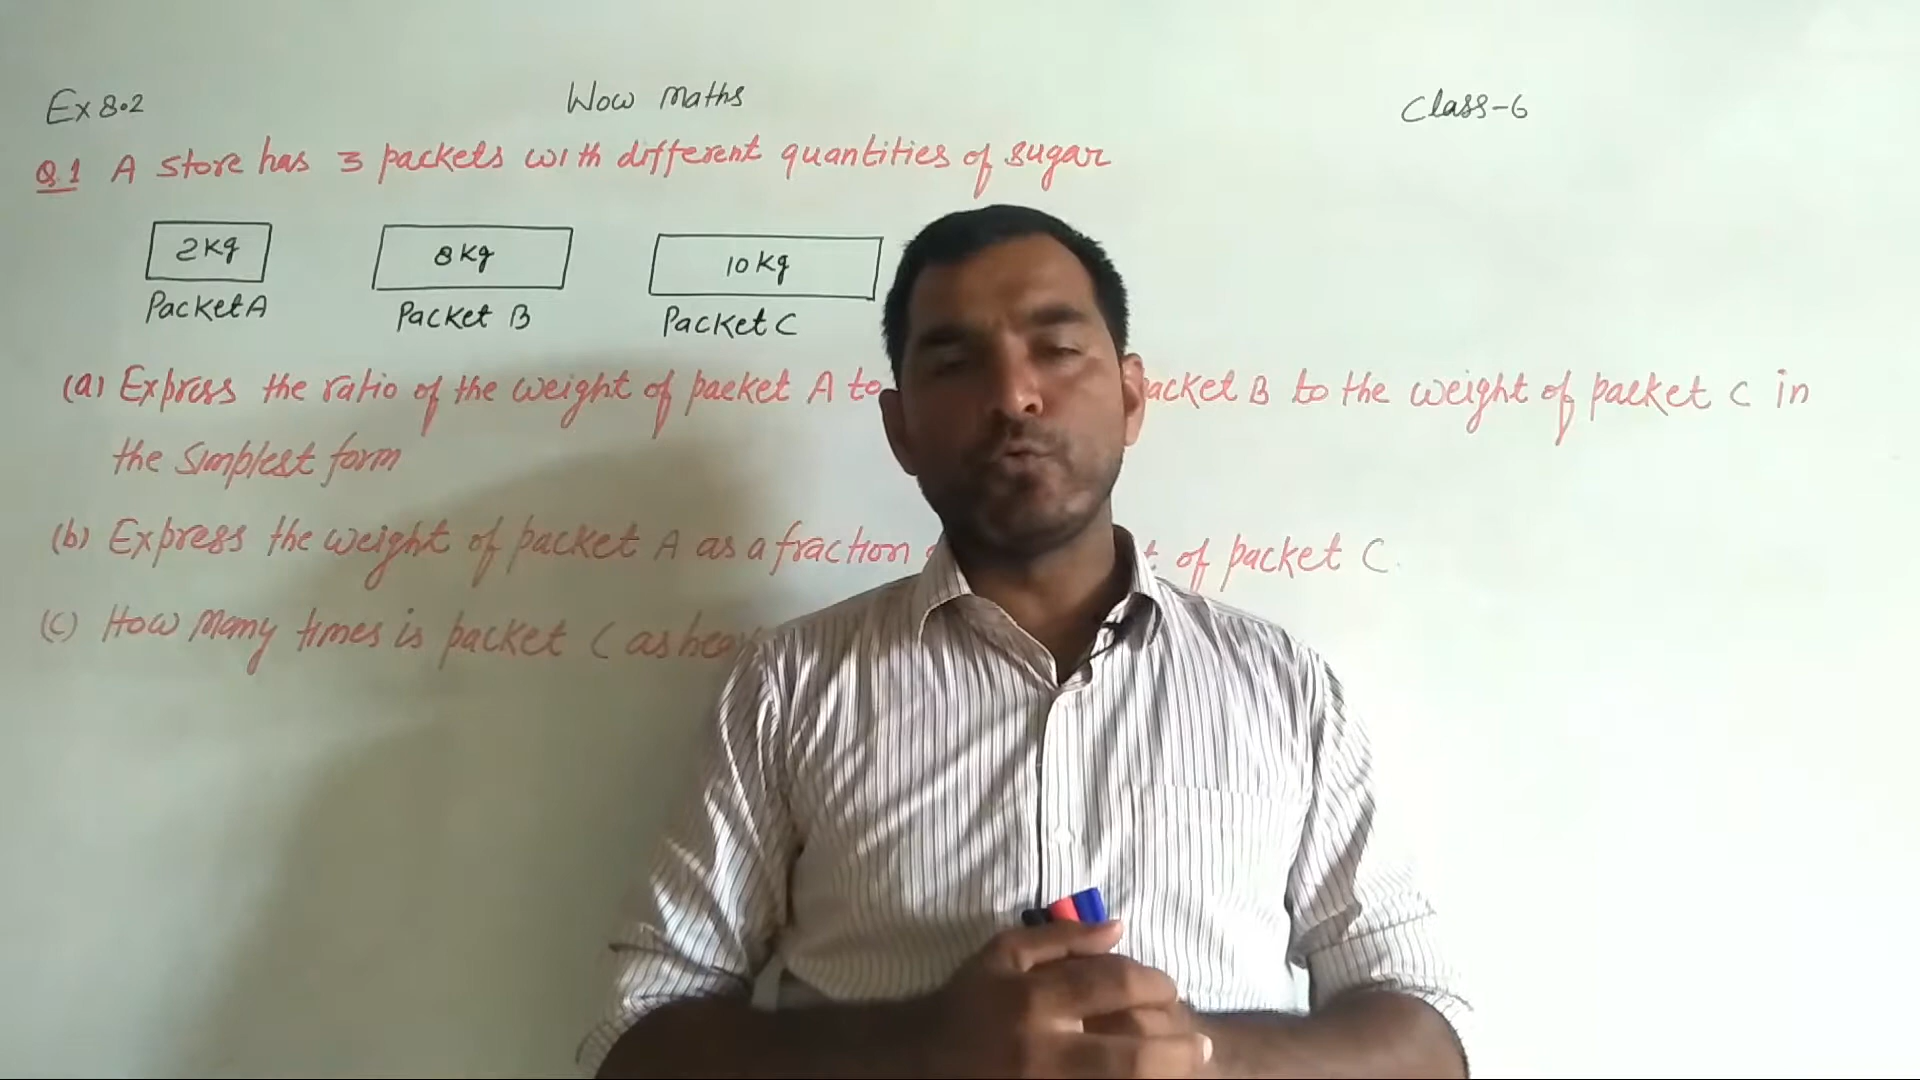 Ex 8.2 Wow Maths Class-6
Q.1 A store has 3 packets with different quantities of sugar
2 kg 8 kg 10 kg
Packet A Packet B Packet C
(a) Express the ratio of the weight of packet A to packet B to the weight of packet C in
the simplest form
(b) Express the weight of packet A as a fraction of packet C.
(c) How many times is packet C as